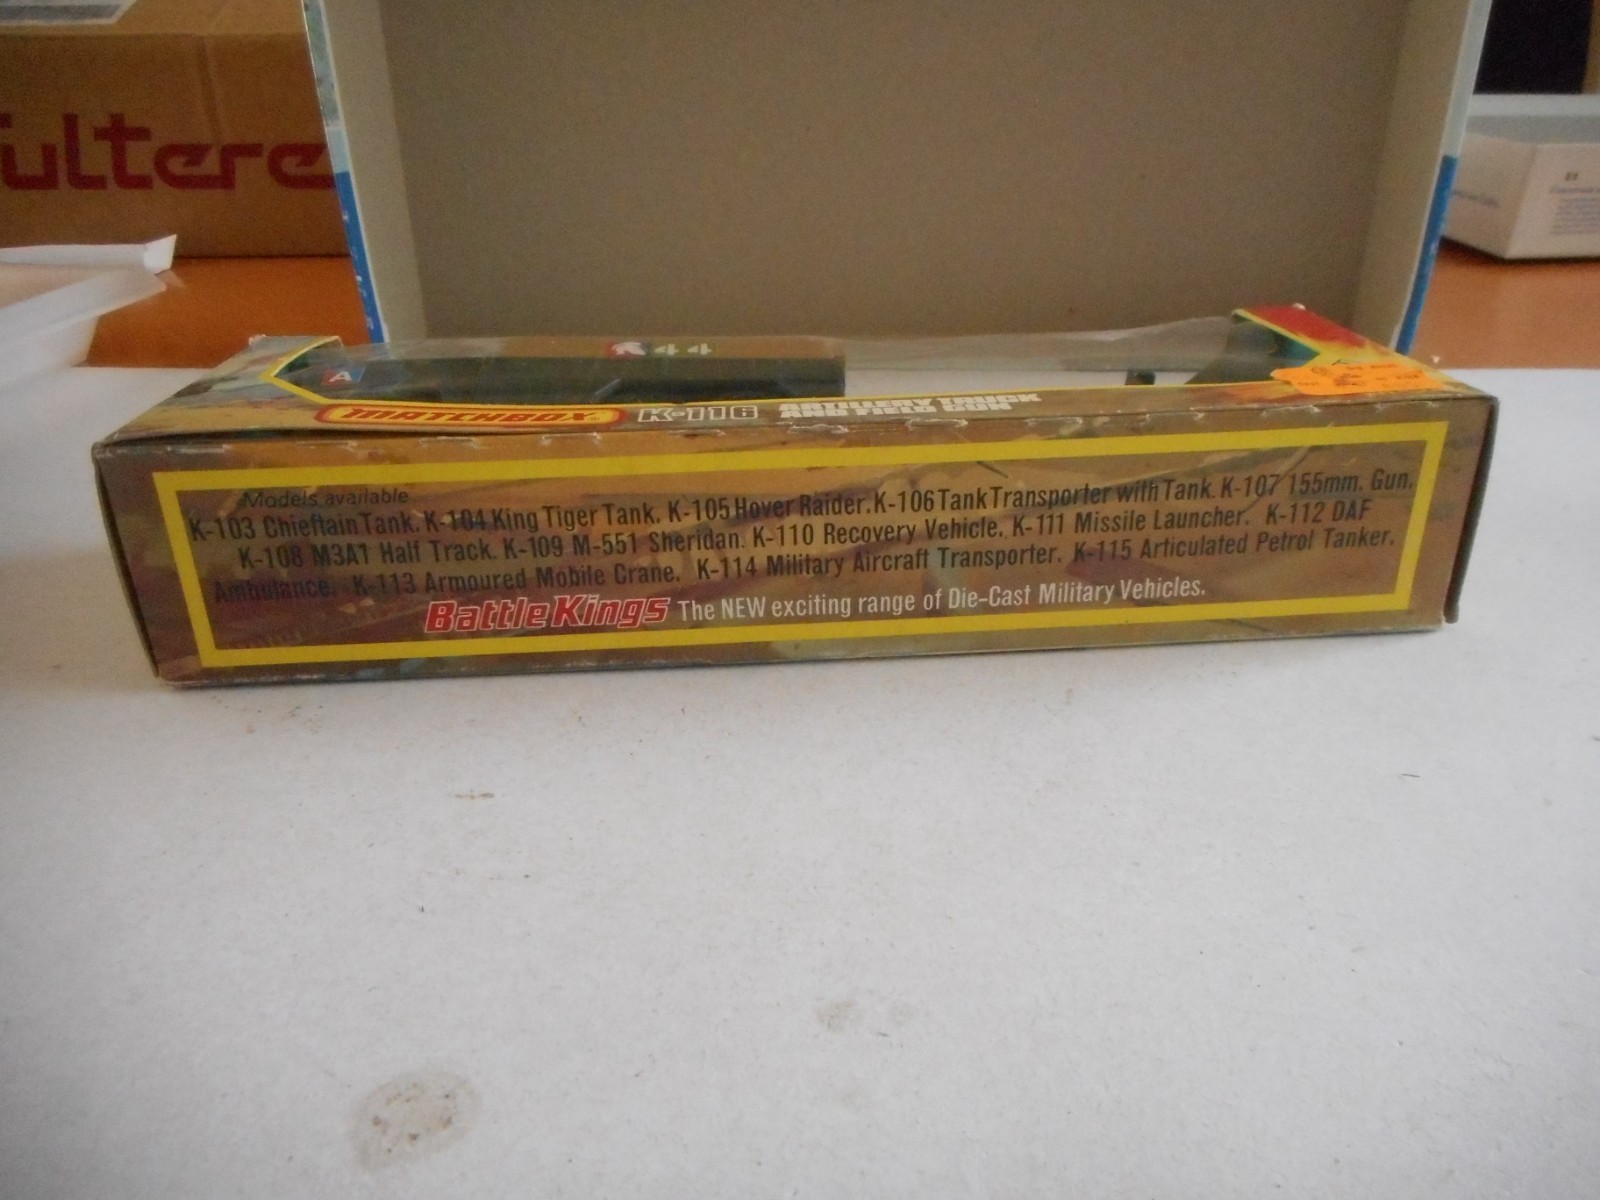 ultere
44
A
MATCHBOX K-116 ARTILLERY TRUCK
AND FIELD GUN
Models available
K-103 Chieftain Tank. K-104 King Tiger Tank. K-105 Hover Raider. K-106 Tank Transporter with Tank. K-107 155mm. Gun.
K-108 M3A1 Half Track. K-109 M-551 Sheridan. K-110 Recovery Vehicle. K-111 Missile Launcher. K-112 DAF
Ambulance. K-113 Armoured Mobile Crane. K-114 Military Aircraft Transporter. K-115 Articulated Petrol Tanker.
Battle Kings The NEW exciting range of Die-Cast Military Vehicles.